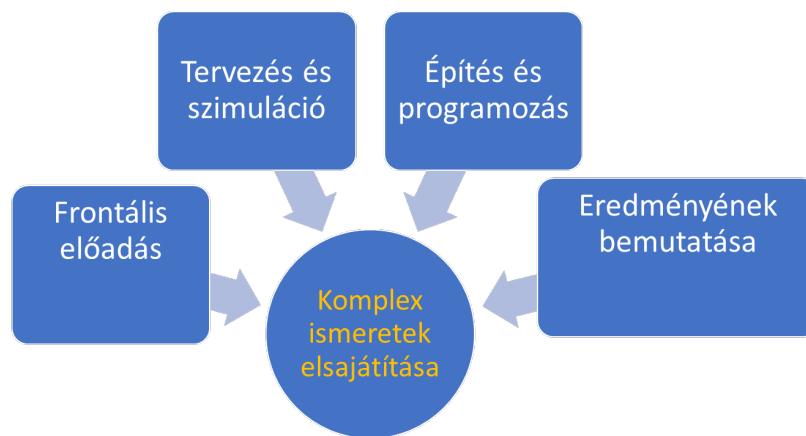 Tervezés és
szimuláció
Építés és
programozás
Frontális
előadás
Eredményének
bemutatása
Komplex
ismeretek
elsajátítása